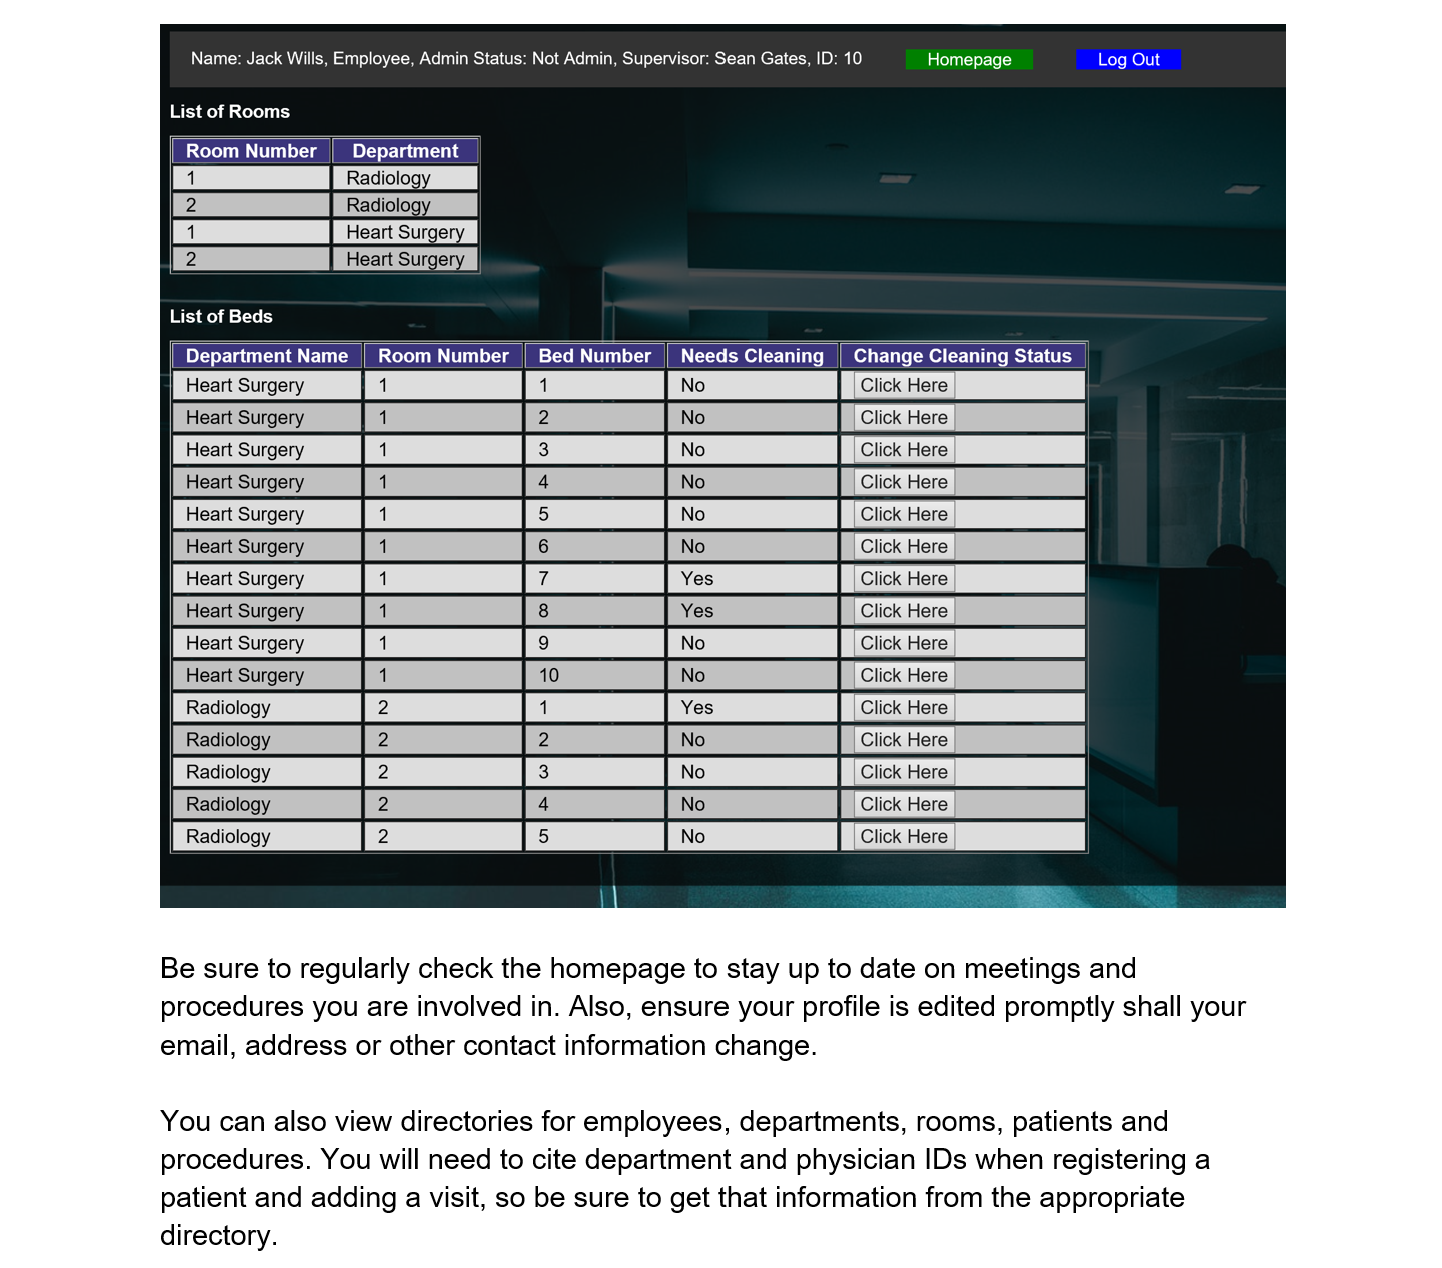 Name: Jack Wills, Employee, Admin Status: Not Admin, Supervisor: Sean Gates, ID: 10 Homepage Log Out
List of Rooms
Room Number Department
1 Radiology
2 Radiology
1 Heart Surgery
2 Heart Surgery
List of Beds
Department Name Room Number Bed Number Needs Cleaning Change Cleaning Status
Heart Surgery 1 1 No Click Here
Heart Surgery 1 2 No Click Here
Heart Surgery 1 3 No Click Here
Heart Surgery 1 4 No Click Here
Heart Surgery 1 5 No Click Here
Heart Surgery 1 6 No Click Here
Heart Surgery 1 7 Yes Click Here
Heart Surgery 1 8 Yes Click Here
Heart Surgery 1 9 No Click Here
Heart Surgery 1 10 No Click Here
Radiology 2 1 Yes Click Here
Radiology 2 2 No Click Here
Radiology 2 3 No Click Here
Radiology 2 4 No Click Here
Radiology 2 5 No Click Here
Be sure to regularly check the homepage to stay up to date on meetings and
procedures you are involved in. Also, ensure your profile is edited promptly shall your
email, address or other contact information change.
You can also view directories for employees, departments, rooms, patients and
procedures. You will need to cite department and physician IDs when registering a
patient and adding a visit, so be sure to get that information from the appropriate
directory.